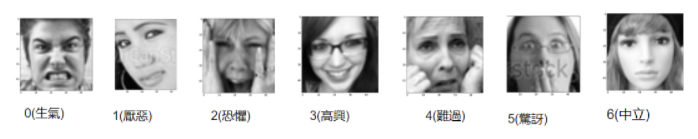 0(生氣)
1(厭惡)
2(恐懼)
3(高興)
4(難過)
5(驚訝)
6(中立)
stock